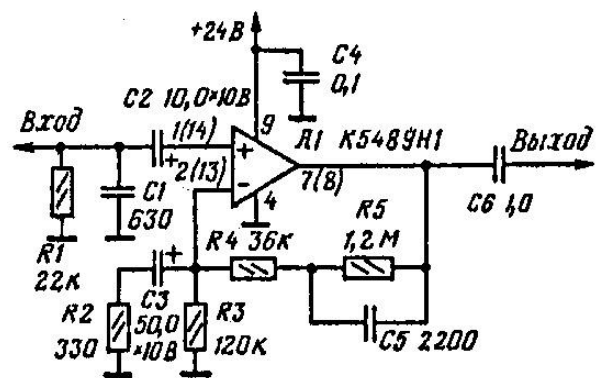 +24В
C4
0,1
C2 10,0×10В
Вход
1(14)
9
Л1
К548УН1
Выход
+
+
2(13)
-
7(8)
C1
630
4
C6 1,0
R4 36к
R5
1,2М
R1
22к
+
C3
50,0
×10В
R2
330
R3
120к
C5 2200